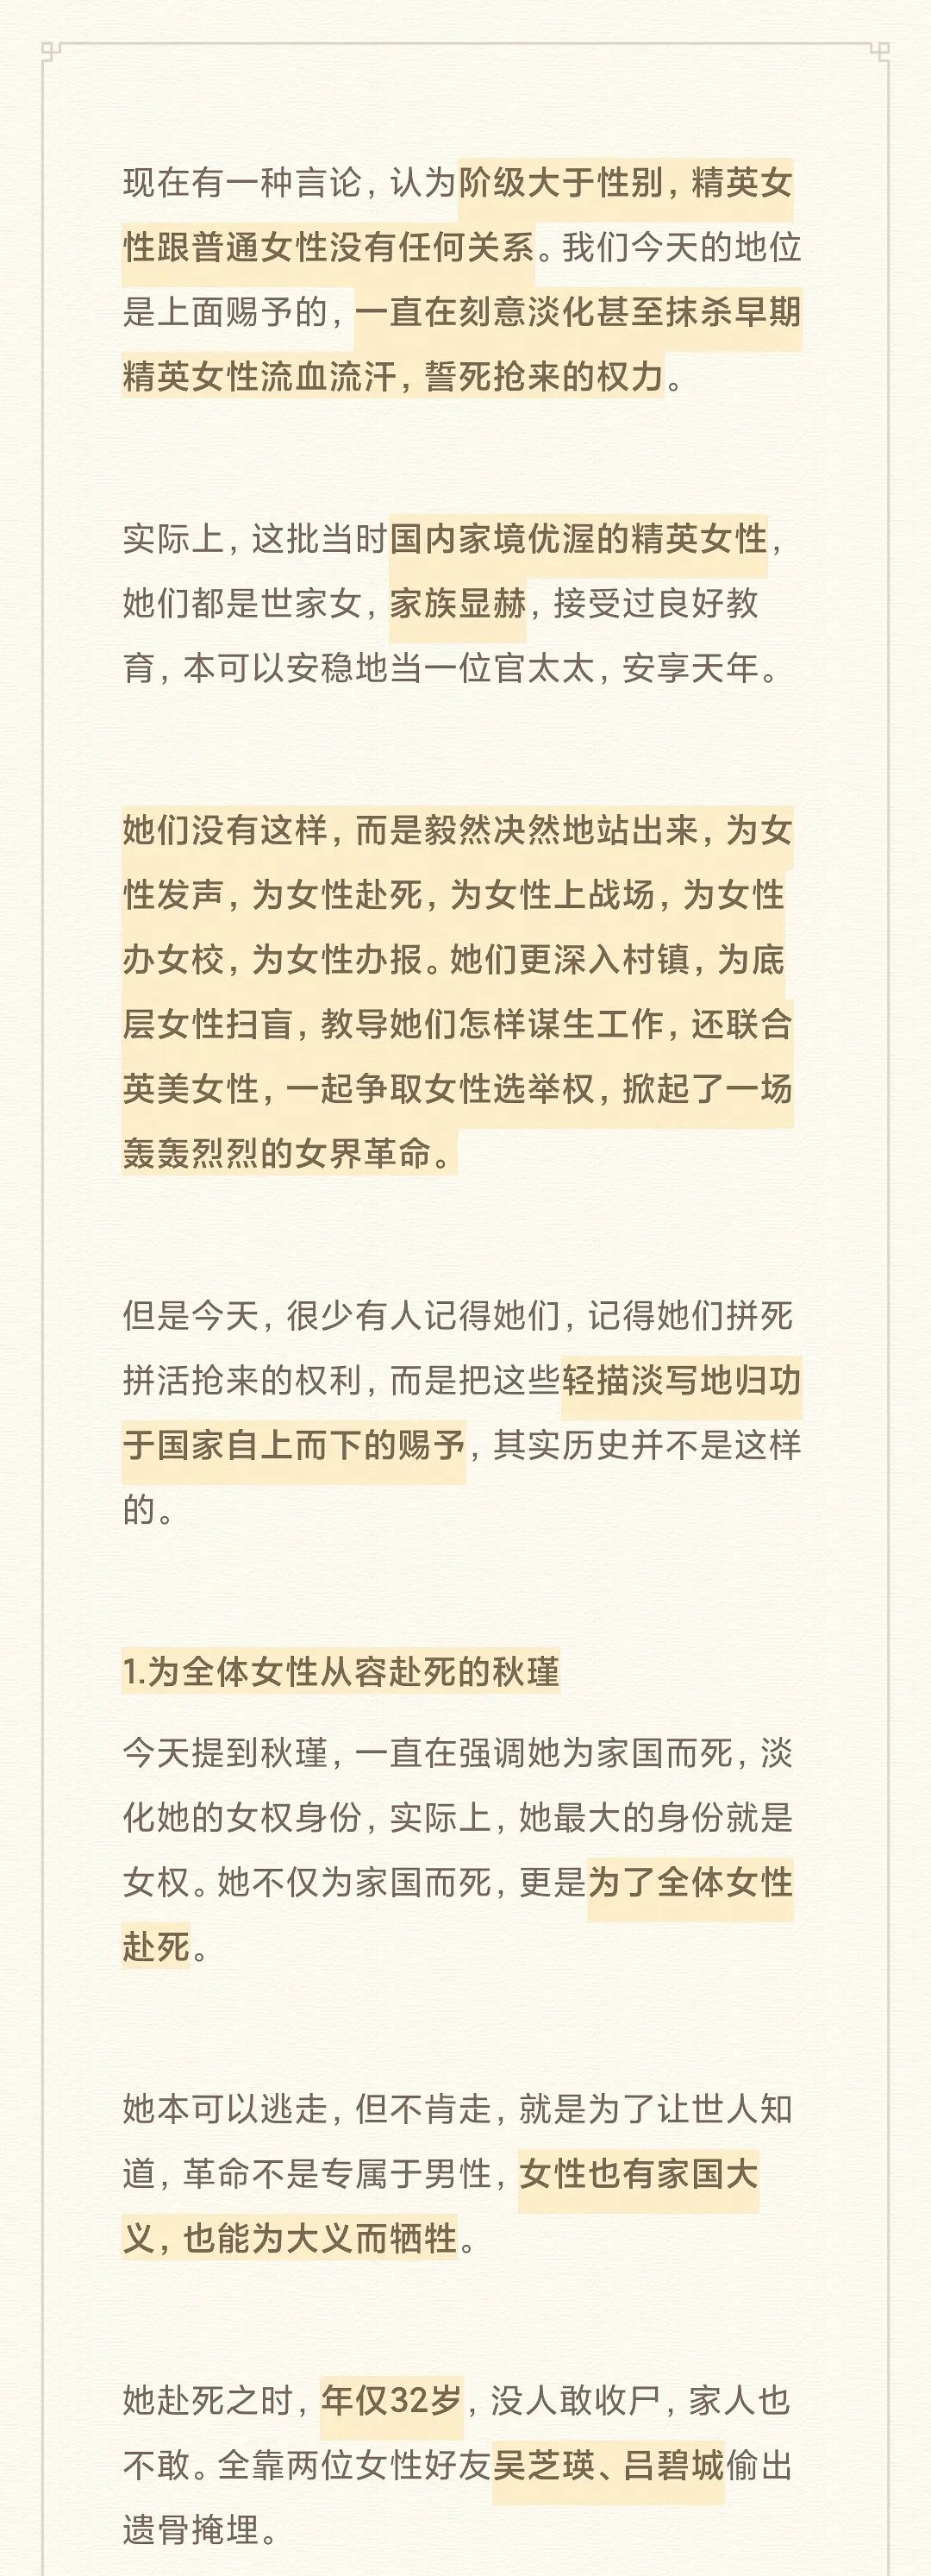 现在有一种言论，认为阶级大于性别，精英女
性跟普通女性没有任何关系。我们今天的地位
是上面赐予的，一直在刻意淡化甚至抹杀早期
精英女性流血流汗，誓死抢来的权力。
实际上，这批当时国内家境优渥的精英女性，
她们都是世家女，家族显赫，接受过良好教
育，本可以安稳地当一位官太太，安享天年。
她们没有这样，而是毅然决然地站出来，为女
性发声，为女性赴死，为女性上战场，为女性
办女校，为女性办报。她们更深入村镇，为底
层女性扫盲，教导她们怎样谋生工作，还联合
英美女性，一起争取女性选举权，掀起了一场
轰轰烈烈的女界革命。
但是今天，很少有人记得她们，记得她们拼死
拼活抢来的权利，而是把这些轻描淡写地归功
于国家自上而下的赐予，其实历史并不是这样
的。
1.为全体女性从容赴死的秋瑾
今天提到秋瑾，一直在强调她为家国而死，淡
化她的女权身份，实际上，她最大的身份就是
女权。她不仅为家国而死，更是为了全体女性
赴死。
她本可以逃走，但不肯走，就是为了让世人知
道，革命不是专属于男性，女性也有家国大
义，也能为大义而牺牲。
她赴死之时，年仅32岁，没人敢收尸，家人也
不敢。全靠两位女性好友吴芝瑛、吕碧城偷出
遗骨掩埋。